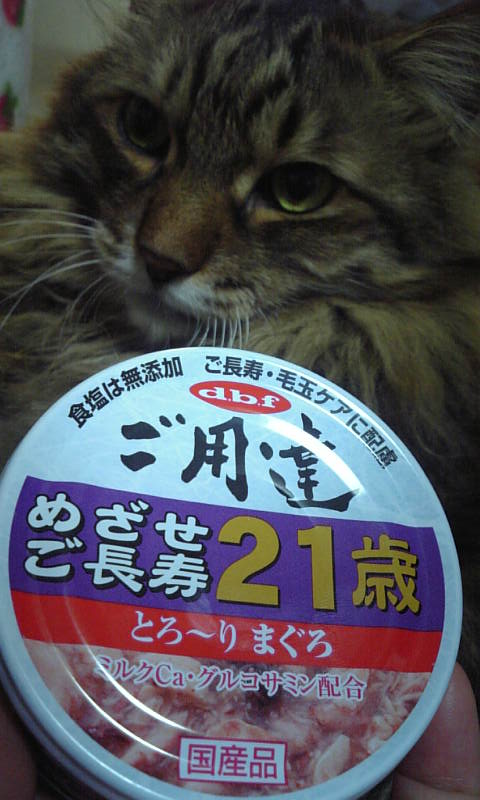 食塩は無添加 ご長寿・毛玉ケアに配慮
d.b.f
ご用達
めざせ
ご長寿21歳
とろ〜り まぐろ
ミルクCa・グルコサミン配合
国産品